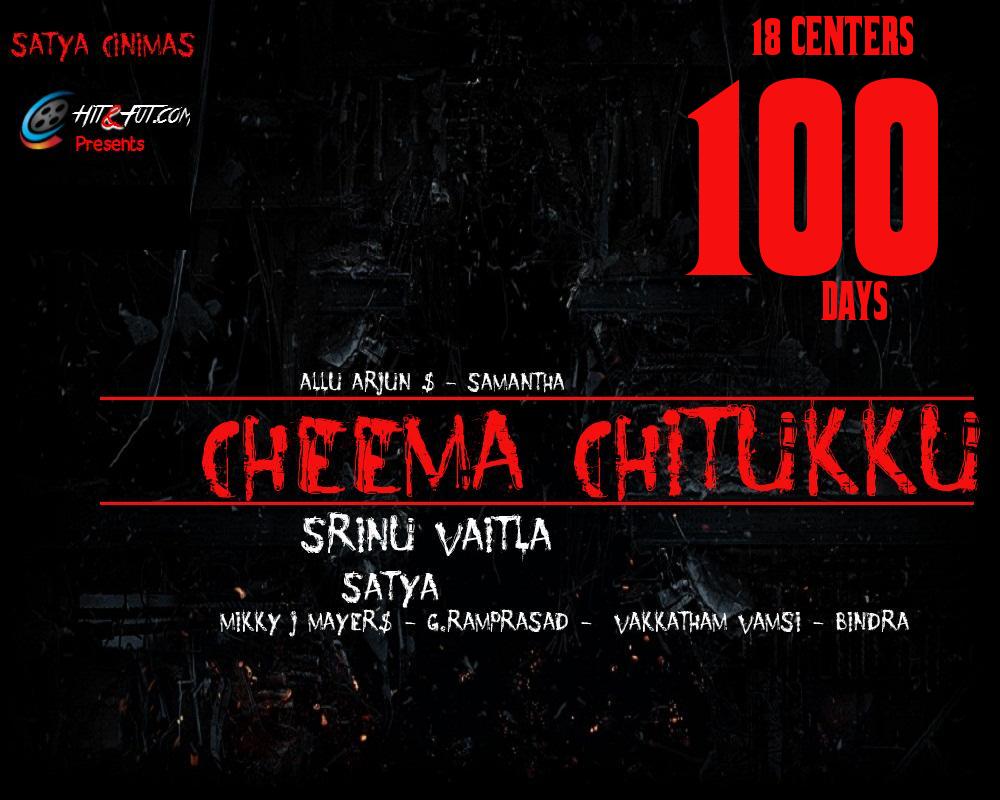 SATYA CINIMAS
HIT&FUT.COM
Presents
18 CENTERS
100
DAYS
ALLU ARJUN $ - SAMANTHA
CHEEMA CHITUKKU
SRINU VAITLA
SATYA
MIKKY J MAYER$ - G.RAMPRASAD - VAKKATHAM VAMSI - BINDRA